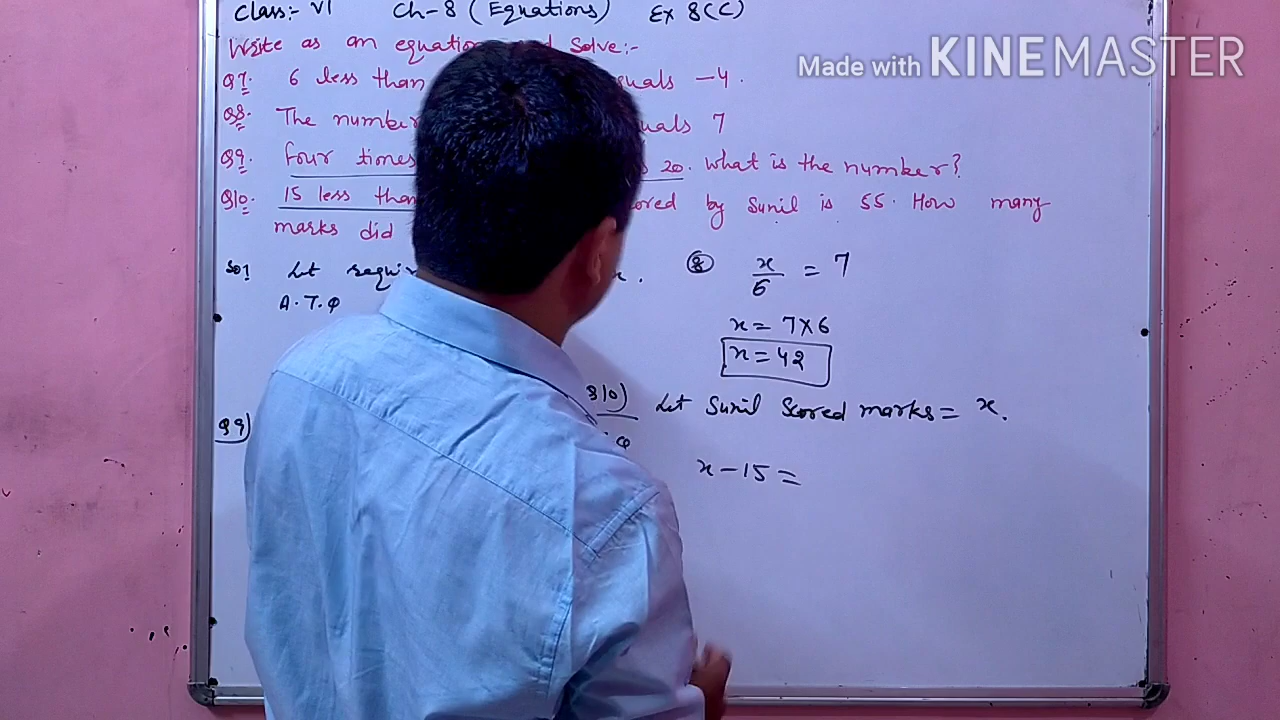 Class:- VI Ch-8 (Equations) Ex 8(C)
Made with KINEMASTER
Write as an equation Solve:-
Q7. 6 less than equals -4.
Q8. The number equals 7
Q9. four times 20. What is the number?
Q10. 15 less than scored by Sunil is 55. How many
marks did
Sol Let x.
A.T.Q
⑧ x/6 = 7
x = 7×6
x = 42
Q9)
Q10) Let Sunil Scored marks = x.
x - 15 =